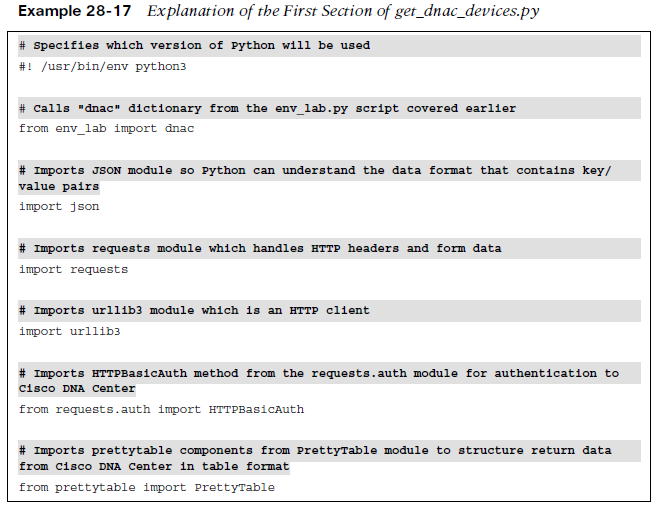 Example 28-17 Explanation of the First Section of get_dnac_devices.py
# Specifies which version of Python will be used
#! /usr/bin/env python3
# Calls "dnac" dictionary from the env_lab.py script covered earlier
from env_lab import dnac
# Imports JSON module so Python can understand the data format that contains key/
value pairs
import json
# Imports requests module which handles HTTP headers and form data
import requests
# Imports urllib3 module which is an HTTP client
import urllib3
# Imports HTTPBasicAuth method from the requests.auth module for authentication to
Cisco DNA Center
from requests.auth import HTTPBasicAuth
# Imports prettytable components from PrettyTable module to structure return data
from Cisco DNA Center in table format
from prettytable import PrettyTable